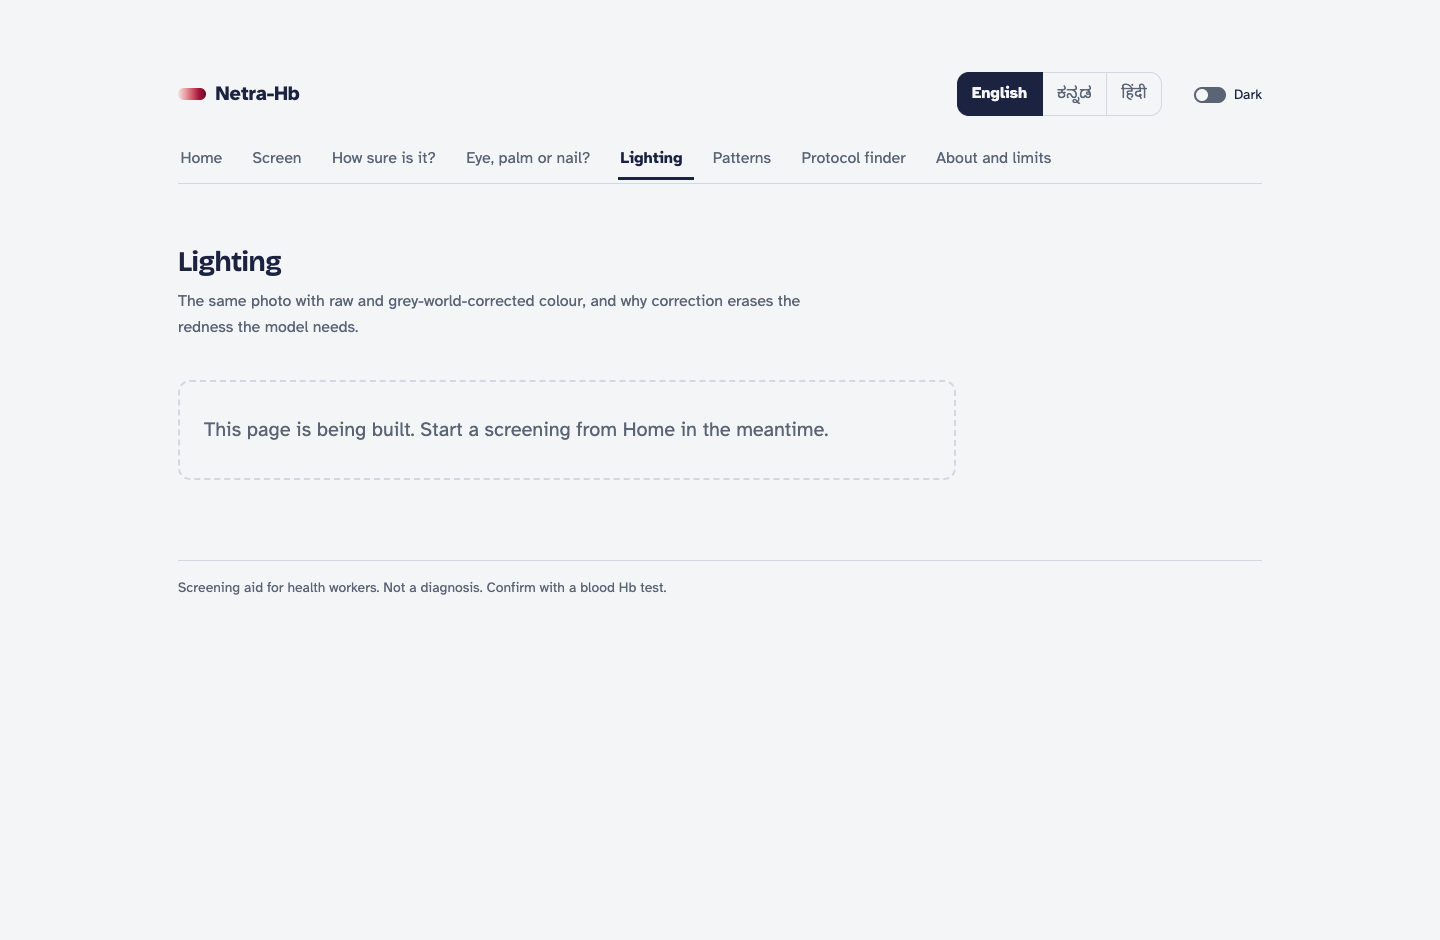 Netra-Hb
English
ಕನ್ನಡ
हिंदी
Dark
Home
Screen
How sure is it?
Eye, palm or nail?
Lighting
Patterns
Protocol finder
About and limits
Lighting
The same photo with raw and grey-world-corrected colour, and why correction erases the
redness the model needs.
This page is being built. Start a screening from Home in the meantime.
Screening aid for health workers. Not a diagnosis. Confirm with a blood Hb test.